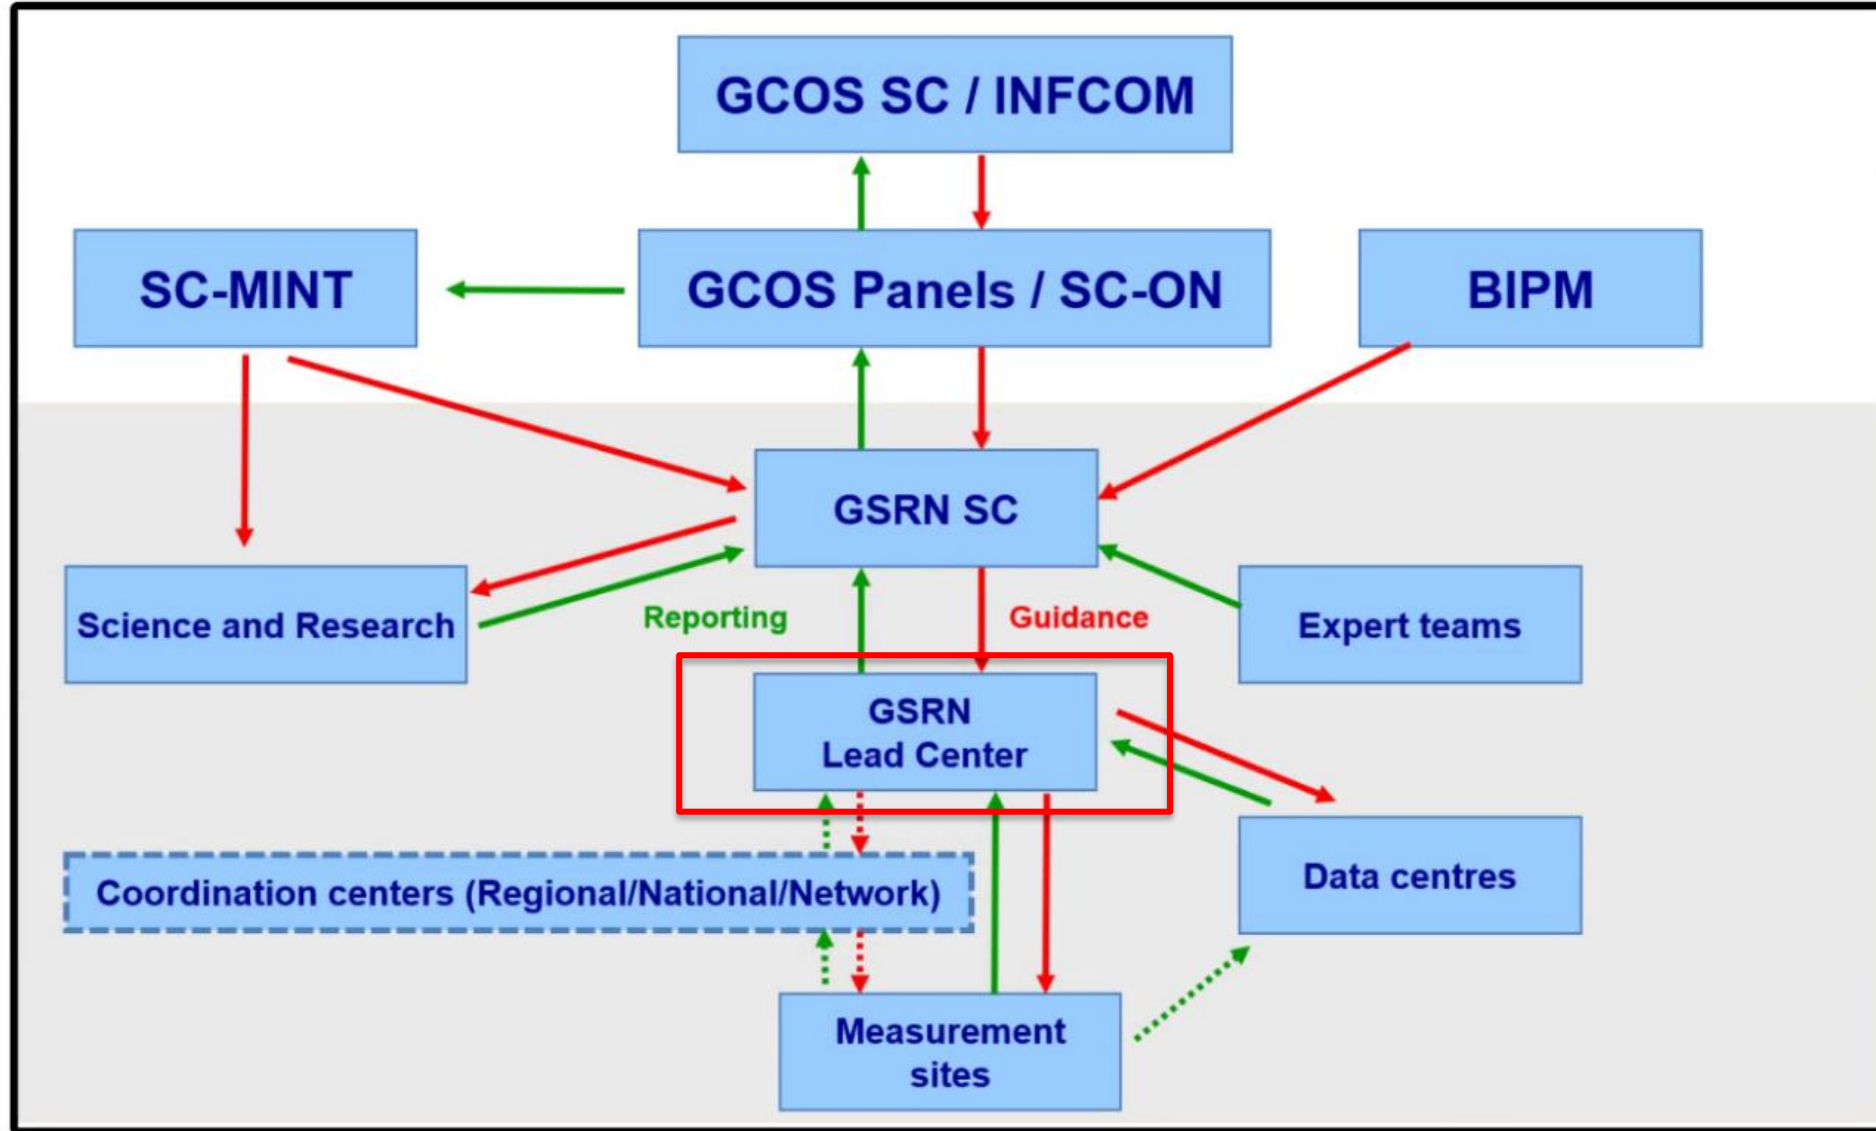 GCOS SC / INFCOM
SC-MINT
GCOS Panels / SC-ON
BIPM
GSRN SC
Science and Research
Reporting
Guidance
Expert teams
GSRN
Lead Center
Coordination centers (Regional/National/Network)
Data centres
Measurement
sites